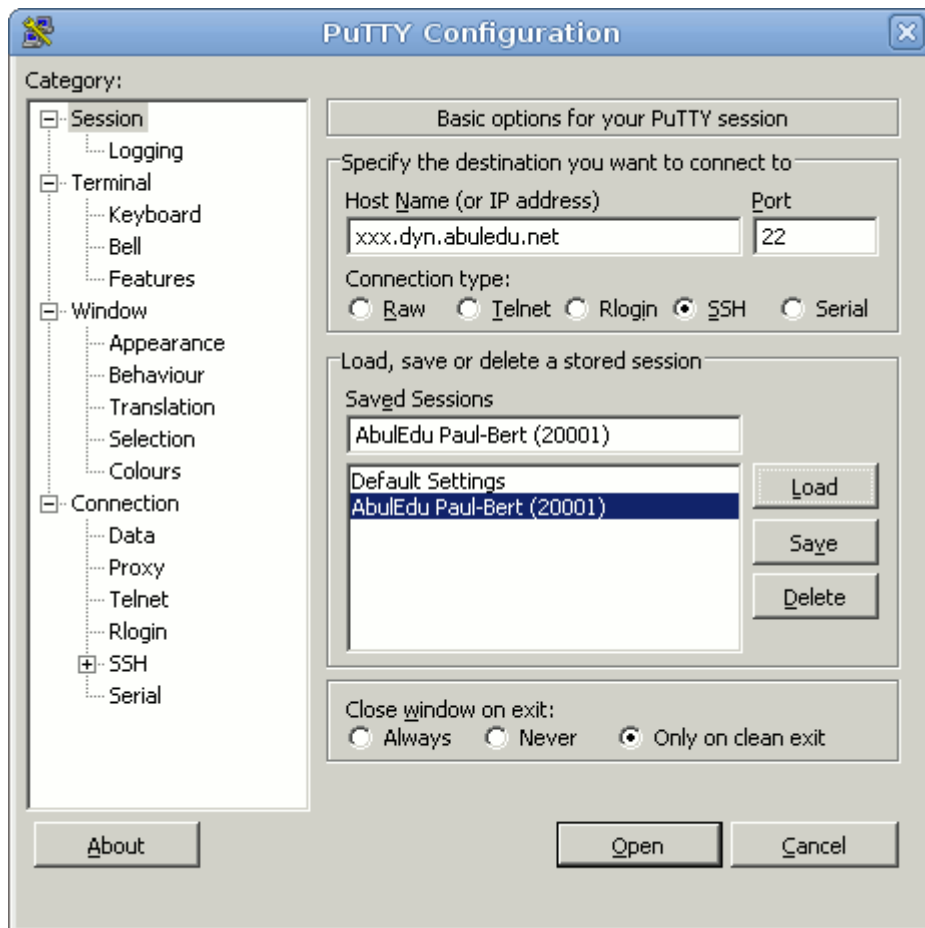 PuTTY Configuration
Category:
Session
Logging
Terminal
Keyboard
Bell
Features
Window
Appearance
Behaviour
Translation
Selection
Colours
Connection
Data
Proxy
Telnet
Rlogin
SSH
Serial
Basic options for your PuTTY session
Specify the destination you want to connect to
Host Name (or IP address) Port
xxx.dyn.abuledu.net 22
Connection type:
Raw Telnet Rlogin SSH Serial
Load, save or delete a stored session
Saved Sessions
AbulEdu Paul-Bert (20001)
Default Settings
AbulEdu Paul-Bert (20001)
Load
Save
Delete
Close window on exit:
Always Never Only on clean exit
About Open Cancel